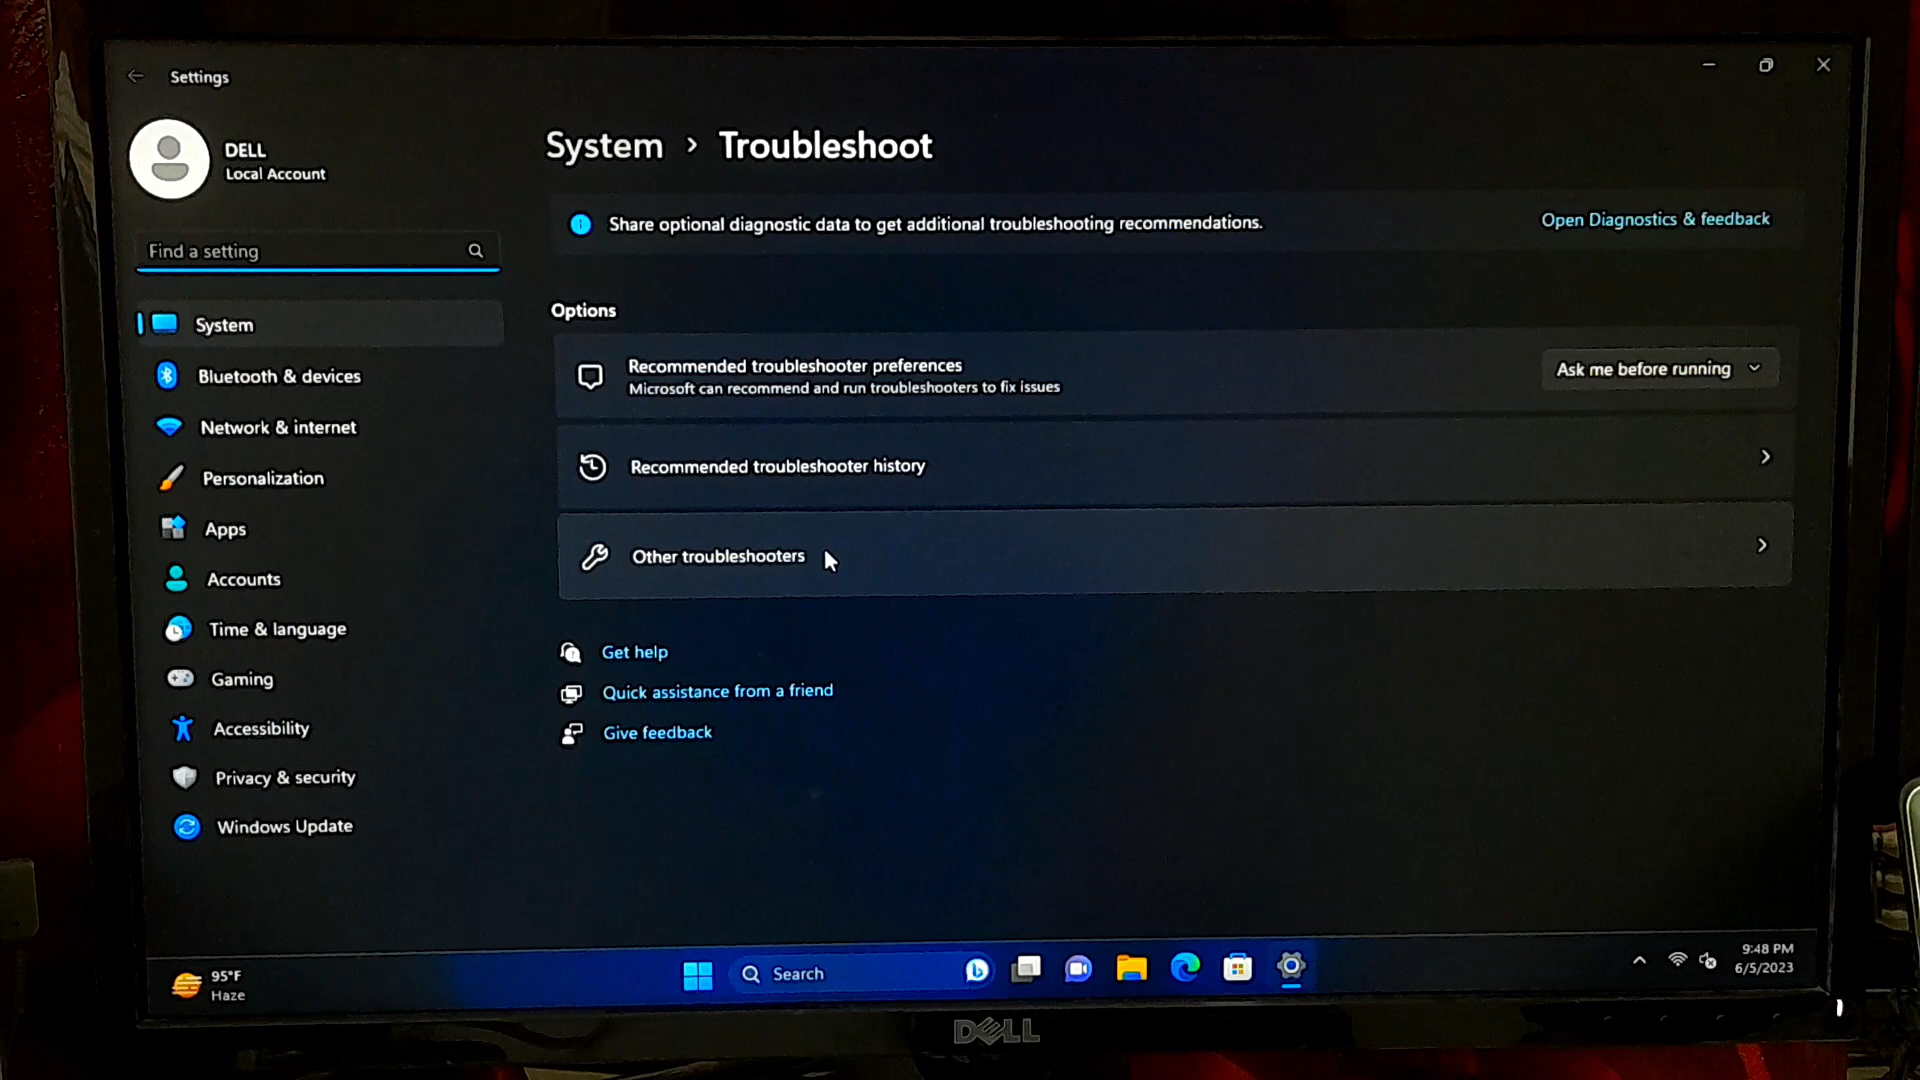 Settings
DELL
Local Account
Find a setting
System
Bluetooth & devices
Network & internet
Personalization
Apps
Accounts
Time & language
Gaming
Accessibility
Privacy & security
Windows Update
System > Troubleshoot
Share optional diagnostic data to get additional troubleshooting recommendations.
Open Diagnostics & feedback
Options
Recommended troubleshooter preferences
Microsoft can recommend and run troubleshooters to fix issues
Ask me before running
Recommended troubleshooter history
Other troubleshooters
Get help
Quick assistance from a friend
Give feedback
95°F
Haze
Search
9:48 PM
6/5/2023
DELL